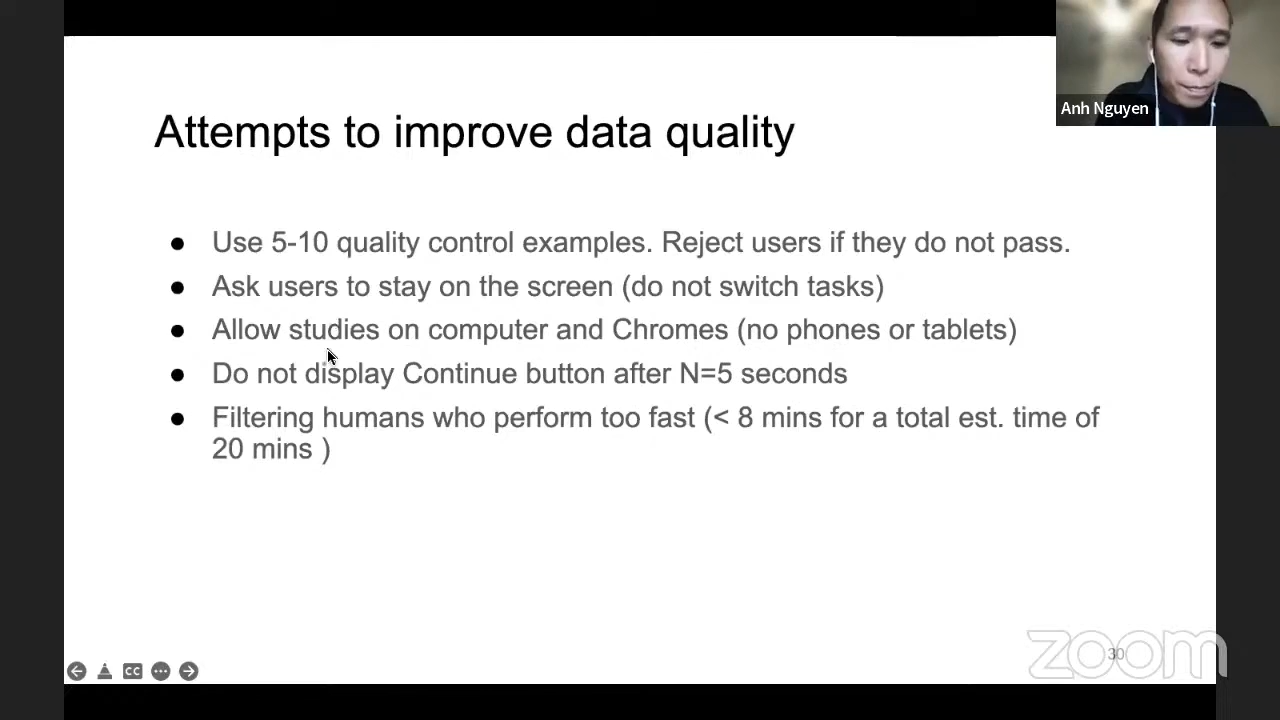 Anh Nguyen
Attempts to improve data quality
● Use 5-10 quality control examples. Reject users if they do not pass.
● Ask users to stay on the screen (do not switch tasks)
● Allow studies on computer and Chromes (no phones or tablets)
● Do not display Continue button after N=5 seconds
● Filtering humans who perform too fast (< 8 mins for a total est. time of
20 mins )
CC
30
zoom